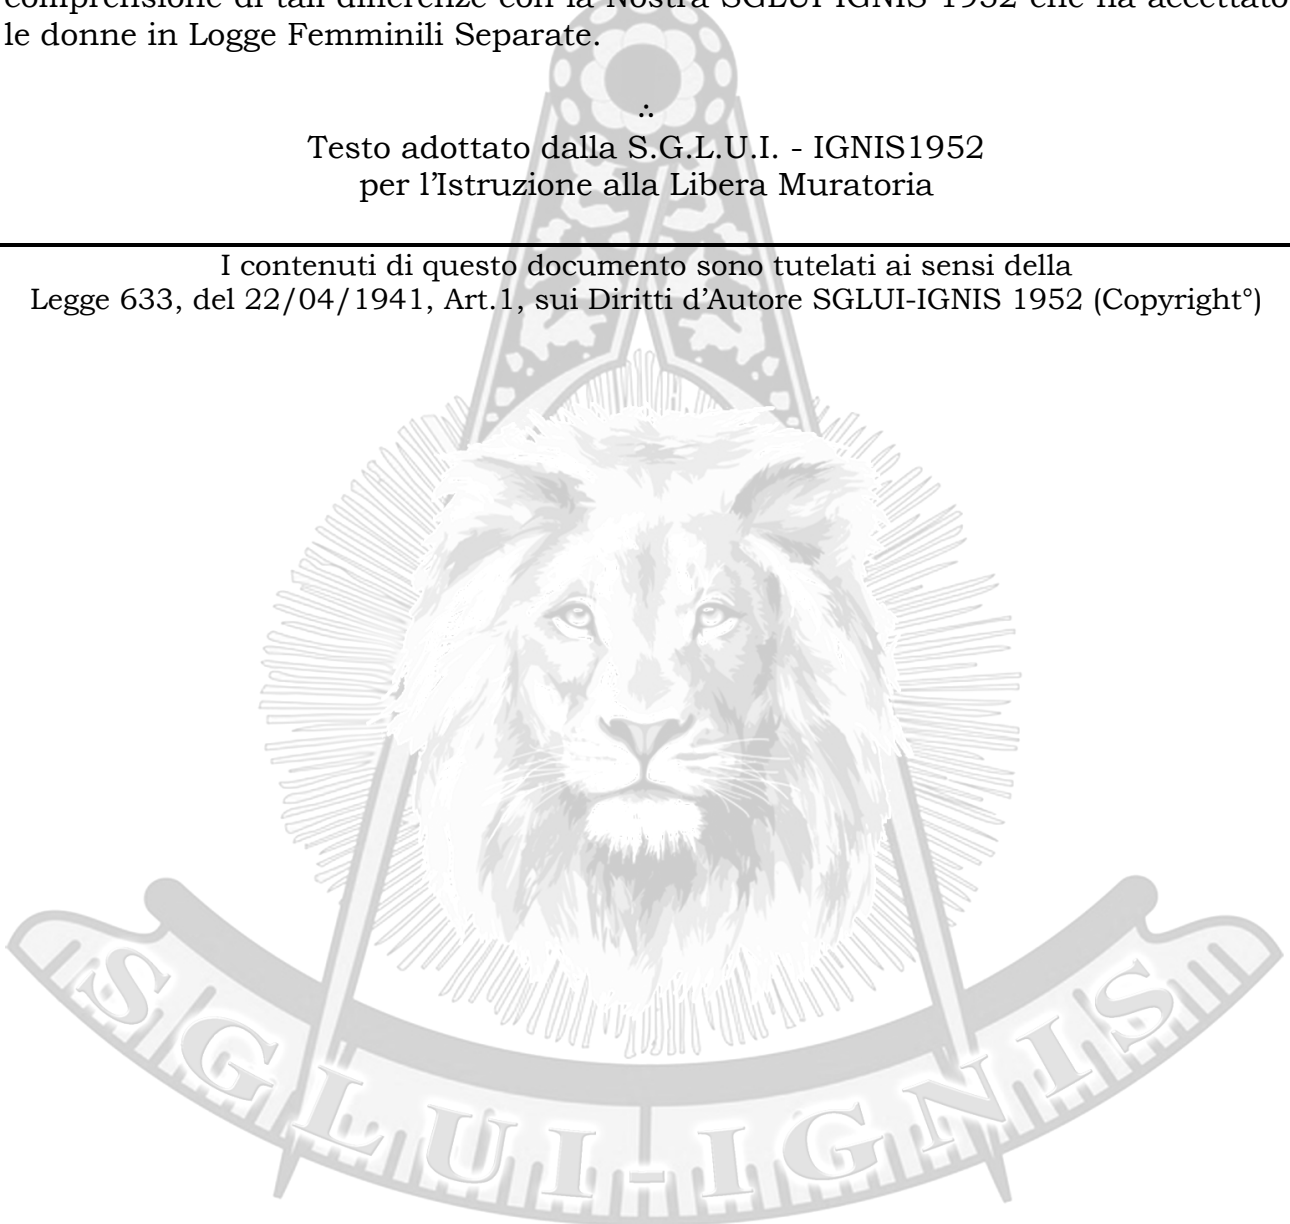 comprensione di tali differenze con la Nostra SGLUI-IGNIS 1952 che ha accettato
le donne in Logge Femminili Separate.
∴
Testo adottato dalla S.G.L.U.I. - IGNIS1952
per l’Istruzione alla Libera Muratoria
I contenuti di questo documento sono tutelati ai sensi della
Legge 633, del 22/04/1941, Art.1, sui Diritti d’Autore SGLUI-IGNIS 1952 (Copyright°)
SGLUI-IGNIS